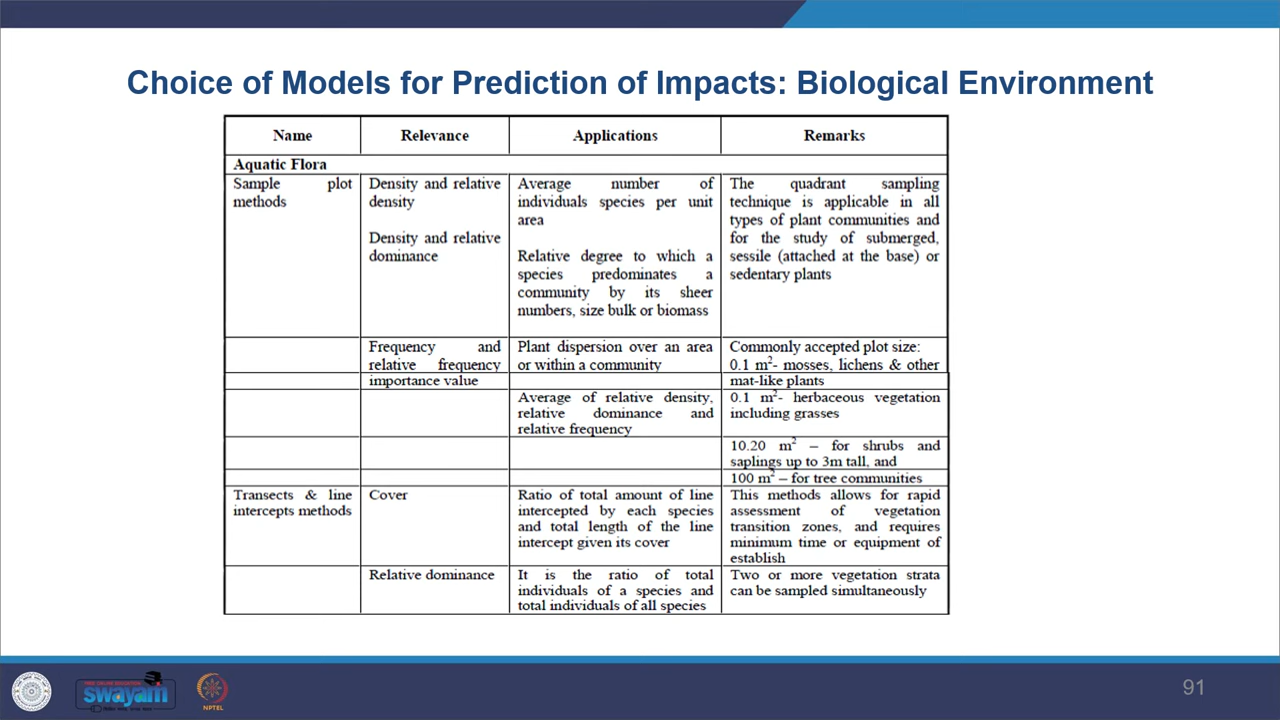 Choice of Models for Prediction of Impacts: Biological Environment
Name Relevance Applications Remarks
Aquatic Flora
Sample plot methods
Density and relative density
Density and relative dominance
Average number of individuals species per unit area
Relative degree to which a species predominates a community by its sheer numbers, size bulk or biomass
The quadrant sampling technique is applicable in all types of plant communities and for the study of submerged, sessile (attached at the base) or sedentary plants
Frequency and relative frequency importance value
Plant dispersion over an area or within a community
Commonly accepted plot size:
0.1 m²- mosses, lichens & other mat-like plants
Average of relative density, relative dominance and relative frequency
0.1 m²- herbaceous vegetation including grasses
10.20 m² – for shrubs and saplings up to 3m tall, and
100 m² – for tree communities
Transects & line intercepts methods
Cover
Ratio of total amount of line intercepted by each species and total length of the line intercept given its cover
This methods allows for rapid assessment of vegetation transition zones, and requires minimum time or equipment of establish
Relative dominance
It is the ratio of total individuals of a species and total individuals of all species
Two or more vegetation strata can be sampled simultaneously
swayam
NPTEL
91